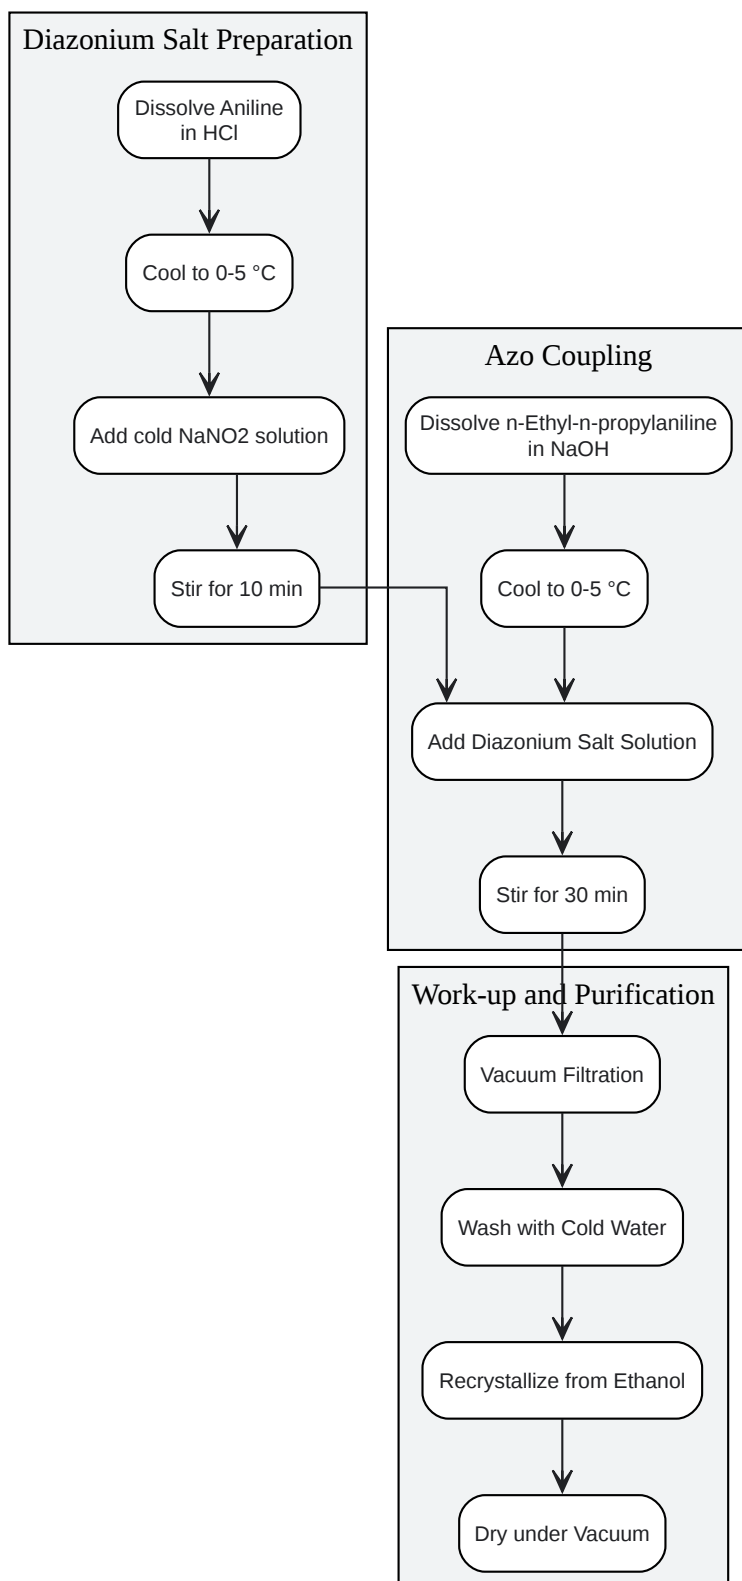 Diazonium Salt Preparation
Dissolve Aniline
in HCl
Cool to 0-5 °C
Add cold NaNO2 solution
Stir for 10 min
Azo Coupling
Dissolve n-Ethyl-n-propylaniline
in NaOH
Cool to 0-5 °C
Add Diazonium Salt Solution
Stir for 30 min
Work-up and Purification
Vacuum Filtration
Wash with Cold Water
Recrystallize from Ethanol
Dry under Vacuum